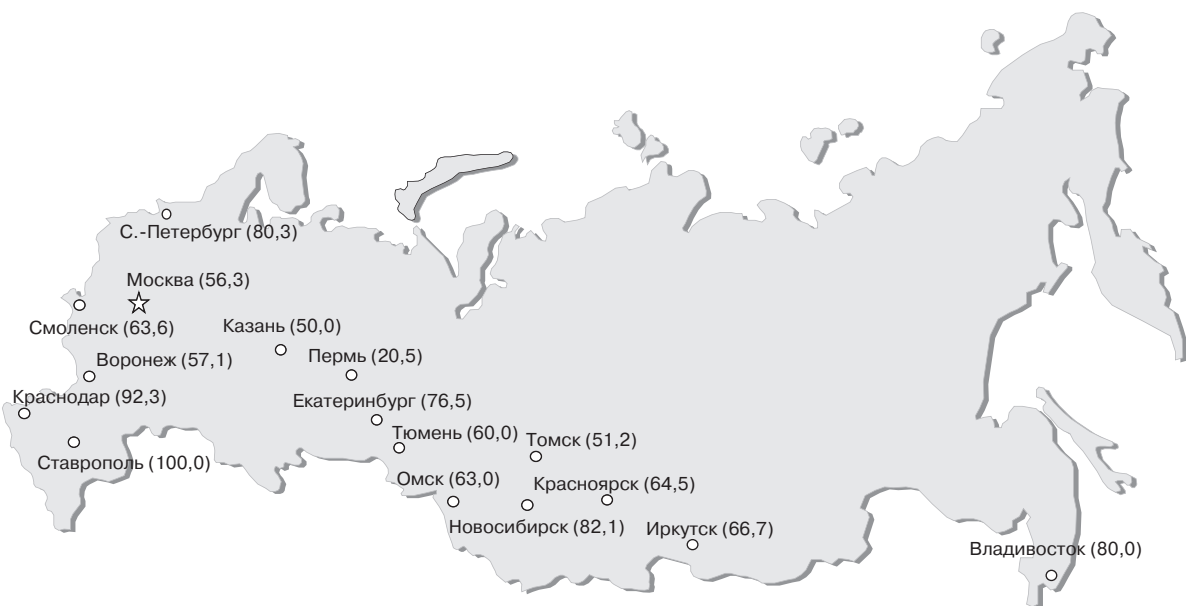 С.-Петербург (80,3)
Москва (56,3)
Смоленск (63,6)
Казань (50,0)
Воронеж (57,1)
Пермь (20,5)
Краснодар (92,3)
Екатеринбург (76,5)
Тюмень (60,0)
Томск (51,2)
Ставрополь (100,0)
Омск (63,0)
Красноярск (64,5)
Новосибирск (82,1)
Иркутск (66,7)
Владивосток (80,0)